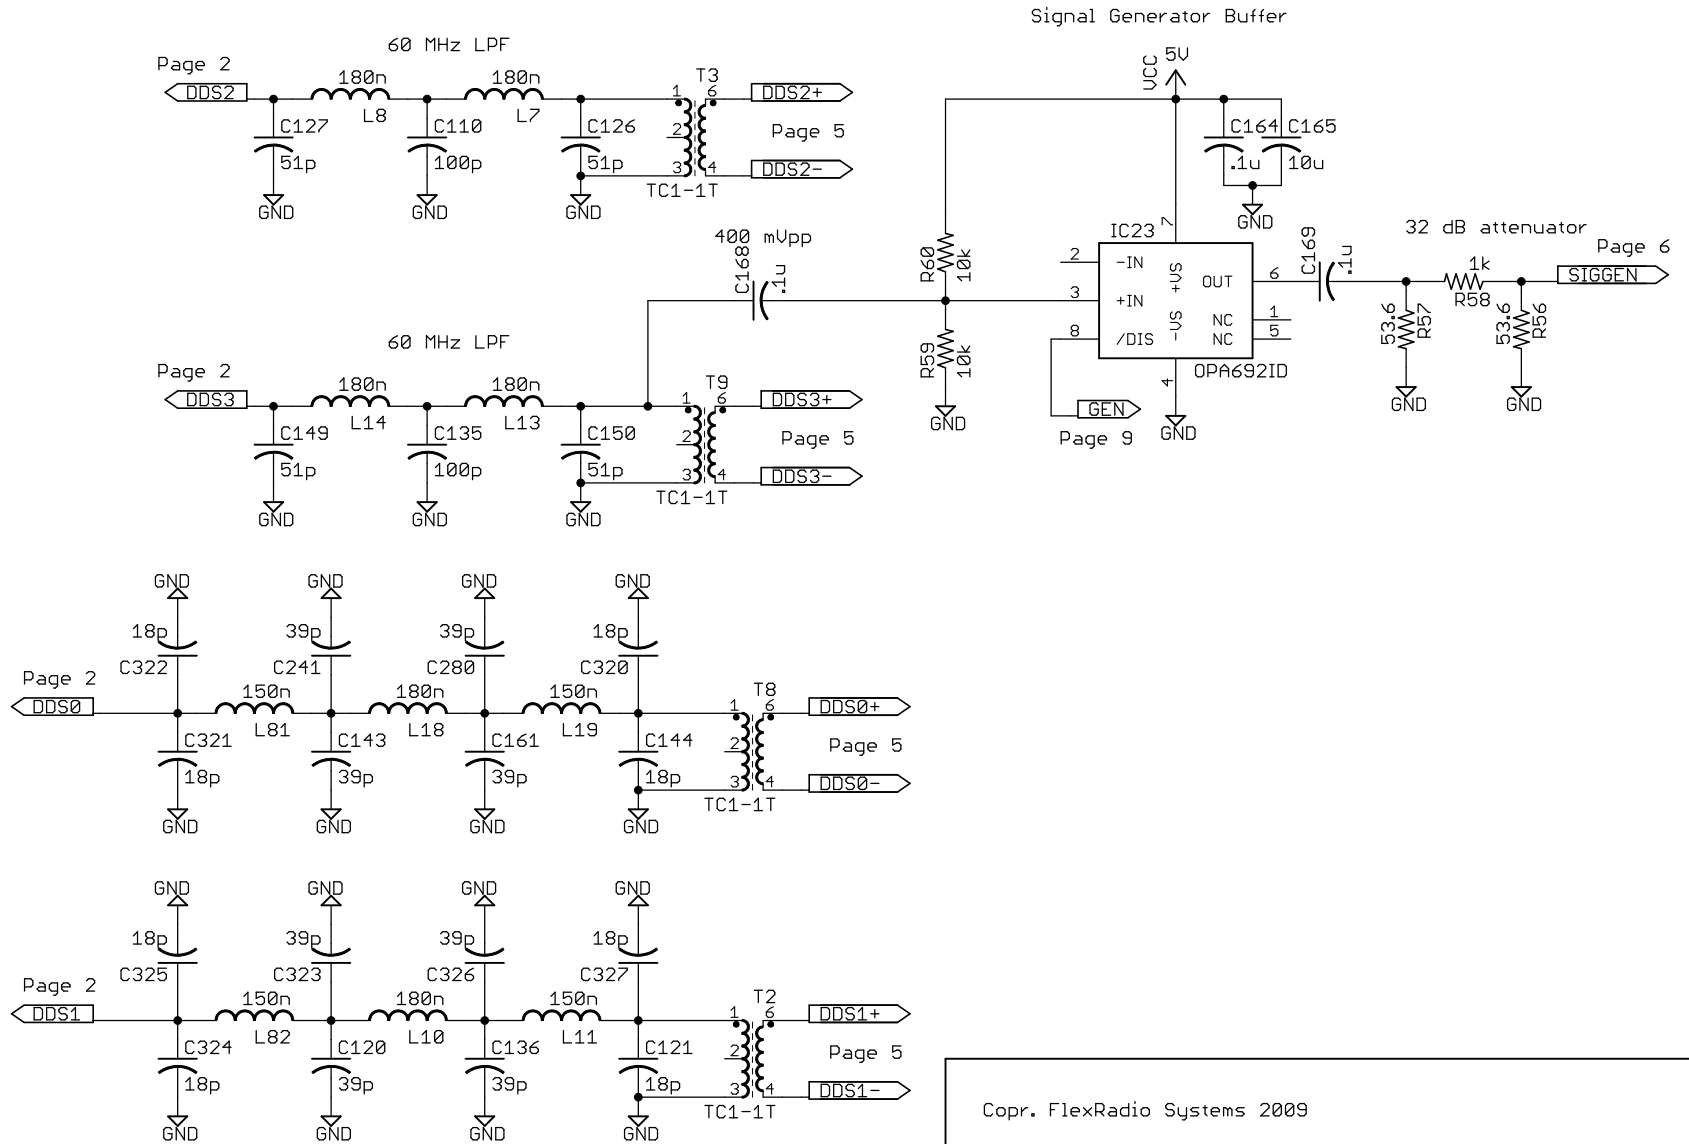 Signal Generator Buffer
60 MHz LPF
Page 2
DDS2
180n
L8
180n
L7
C127
51p
GND
C110
100p
GND
C126
51p
GND
T3
1
2
3
6
4
TC1-1T
DDS2+
Page 5
DDS2-
VCC
5V
C164
.1u
C165
10u
GND
400 mVpp
C1680
.1u
R60
10k
R59
10k
GND
IC23
2
-IN
3
+IN
8
/DIS
7
+VS
-VS
4
GND
OUT
6
NC
1
NC
5
OPA692ID
GEN
Page 9
C169
.1u
32 dB attenuator
Page 6
SIGGEN
1k
R58
53.6
R57
GND
53.6
R56
GND
60 MHz LPF
Page 2
DDS3
180n
L14
180n
L13
C149
51p
GND
C135
100p
GND
C150
51p
GND
T9
1
2
3
6
4
TC1-1T
DDS3+
Page 5
DDS3-
GND
18p
C322
GND
39p
C241
GND
39p
C280
GND
18p
C320
Page 2
DDS0
150n
L81
180n
L18
150n
L19
C321
18p
GND
C143
39p
GND
C161
39p
GND
C144
18p
GND
T8
1
2
3
6
4
TC1-1T
DDS0+
Page 5
DDS0-
GND
18p
C325
GND
39p
C323
GND
39p
C326
GND
18p
C327
Page 2
DDS1
150n
L82
180n
L10
150n
L11
C324
18p
GND
C120
39p
GND
C136
39p
GND
C121
18p
GND
T2
1
2
3
6
4
TC1-1T
DDS1+
Page 5
DDS1-
Copr. FlexRadio Systems 2009